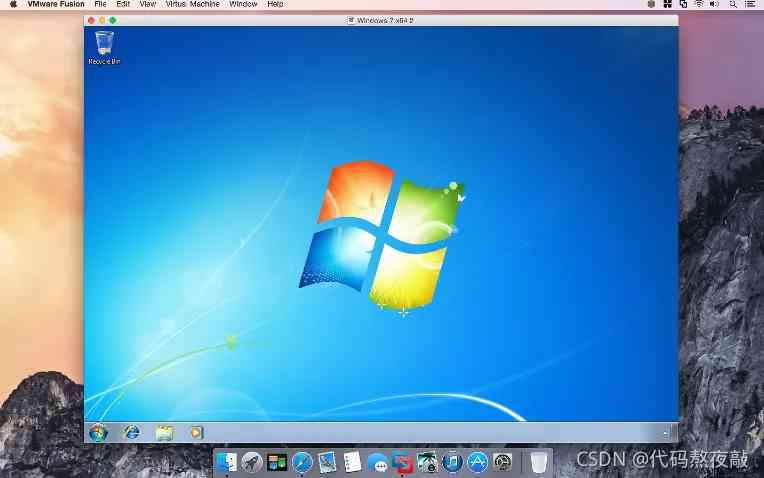 VMware Fusion File Edit View Virtual Machine Window Help
Windows 7 x64 2
Recycle Bin
CSDN @代码熬夜敲